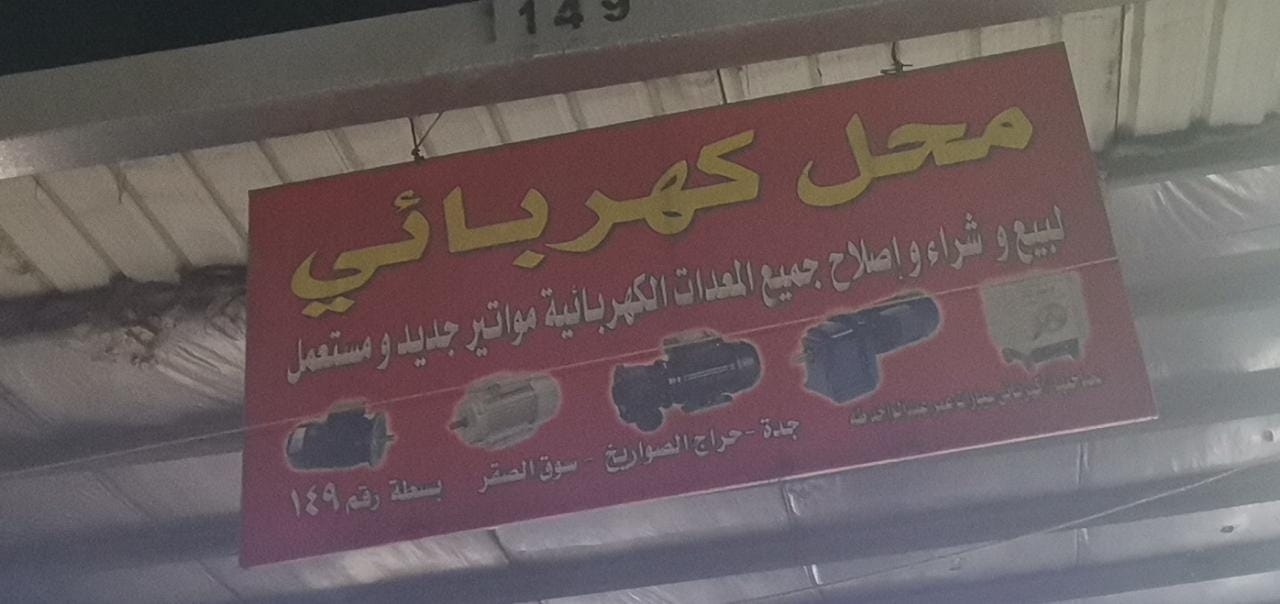 149
محل كهربائي
لبيع و شراء و إصلاح جميع المعدات الكهربائية مواتير جديد و مستعمل
جدة - حراج الصواريخ - سوق الصقر بسطة رقم ١٤٩